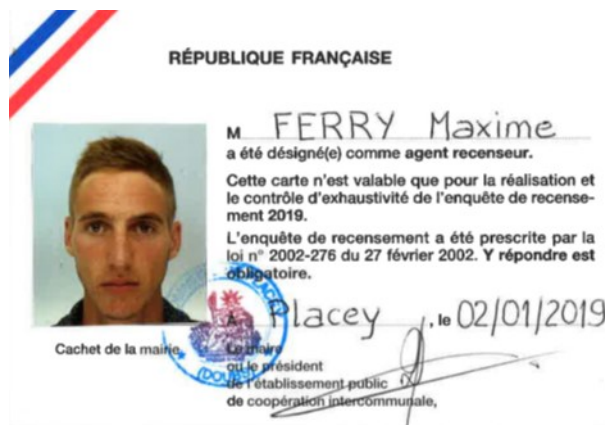 RÉPUBLIQUE FRANÇAISE
M FERRY Maxime
a été désigné(e) comme agent recenseur.
Cette carte n'est valable que pour la réalisation et
le contrôle d'exhaustivité de l'enquête de recense-
ment 2019.
L'enquête de recensement a été prescrite par la
loi n° 2002-276 du 27 février 2002. Y répondre est
obligatoire.
A Placey, le 02/01/2019
Cachet de la mairie
Le maire
ou le président
de l'établissement public
de coopération intercommunale,
(DOUBS)